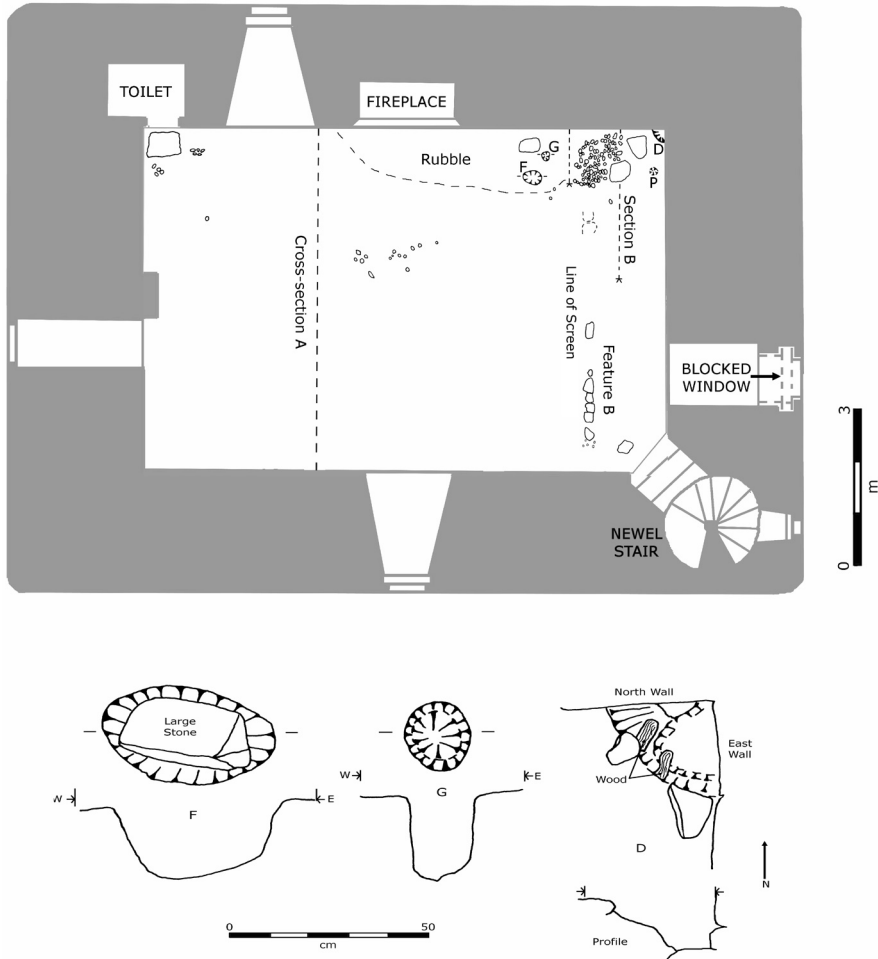 TOILET
FIREPLACE
Rubble
G
F
D
P
Section B
Cross-section A
Line of Screen
Feature B
BLOCKED
WINDOW
NEWEL
STAIR
3
m
0
Large
Stone
W
E
F
W
E
G
North Wall
East
Wall
Wood
D
N
Profile
0
50
cm